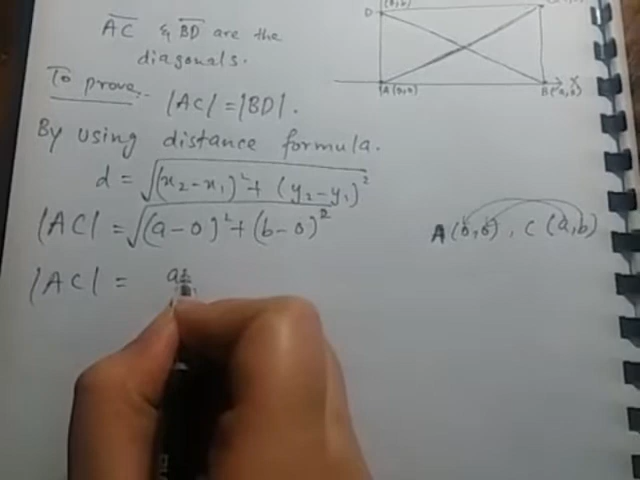 AC & BD are the
diagonals.
To prove:- |AC| = |BD|.
By using distance formula.
d = √(x₂-x₁)² + (y₂-y₁)²
|AC| = √(a-0)² + (b-0)²
A(0,0), C(a,b)
|AC| =
D
A(0,0)
X